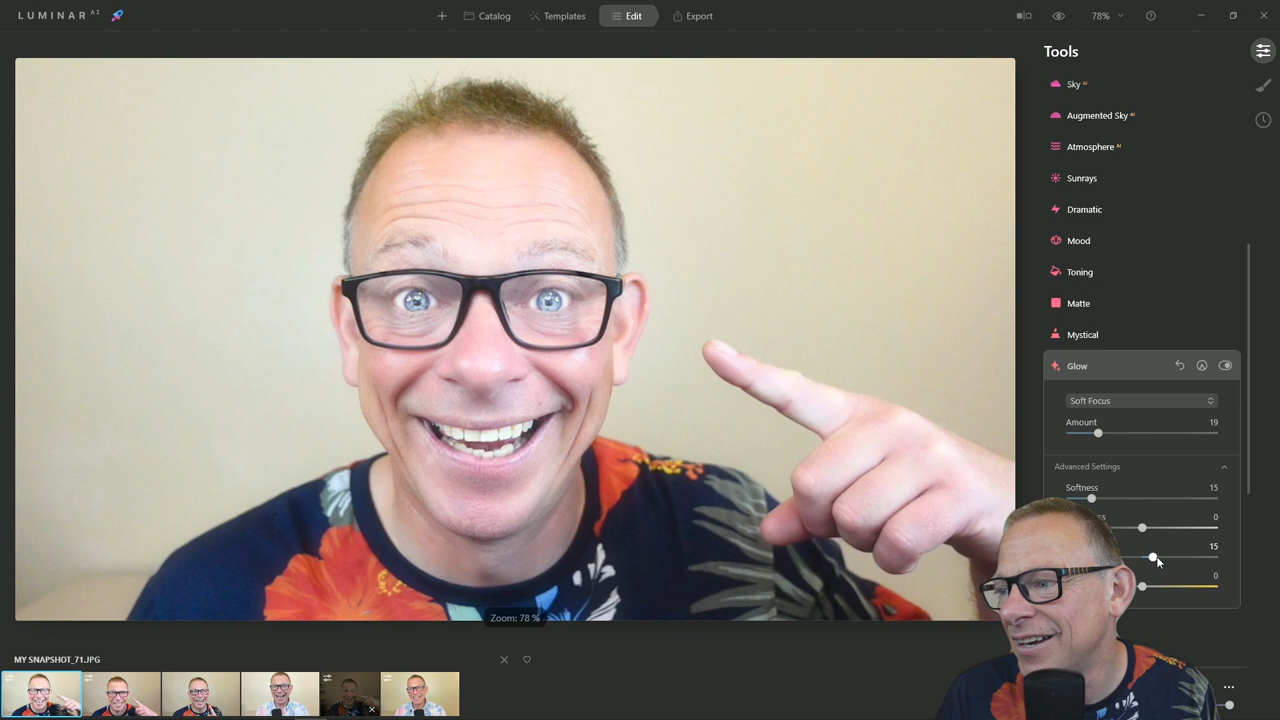 LUMINAR AI
Catalog
Templates
Edit
Export
78%
Tools
Sky AI
Augmented Sky AI
Atmosphere AI
Sunrays
Dramatic
Mood
Toning
Matte
Mystical
Glow
Soft Focus
Amount 19
Advanced Settings
Softness 15
0
15
0
Zoom: 78 %
MY SNAPSHOT_71.JPG